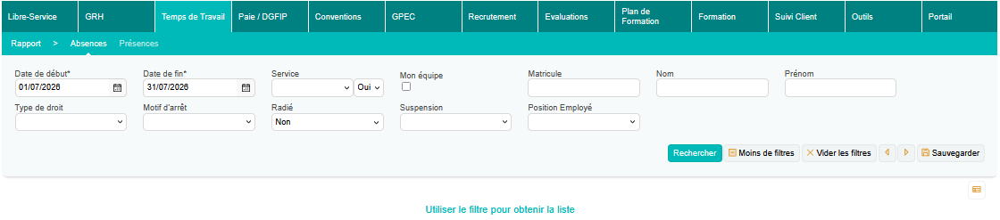 Libre-Service GRH Temps de Travail Paie / DGFIP Conventions GPEC Recrutement Evaluations Plan de Formation Formation Suivi Client Outils Portail
Rapport > Absences Présences
Date de début* Date de fin* Service Mon équipe Matricule Nom Prénom
01/07/2026 31/07/2026 Oui
Type de droit Motif d'arrêt Radié Suspension Position Employé
Non
Rechercher Moins de filtres Vider les filtres Sauvegarder
Utiliser le filtre pour obtenir la liste